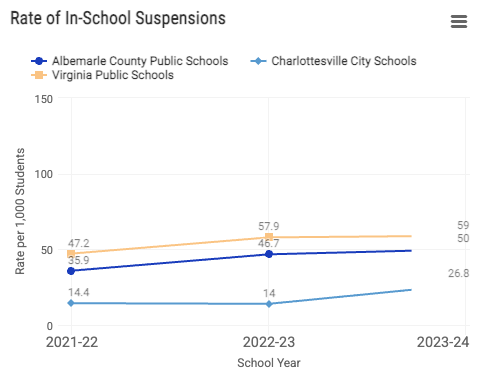 Rate of In-School Suspensions
Albemarle County Public Schools
Charlottesville City Schools
Virginia Public Schools
150
100
50
0
Rate per 1,000 Students
47.2
57.9
59
35.9
46.7
50
14.4
14
26.8
2021-22
2022-23
2023-24
School Year